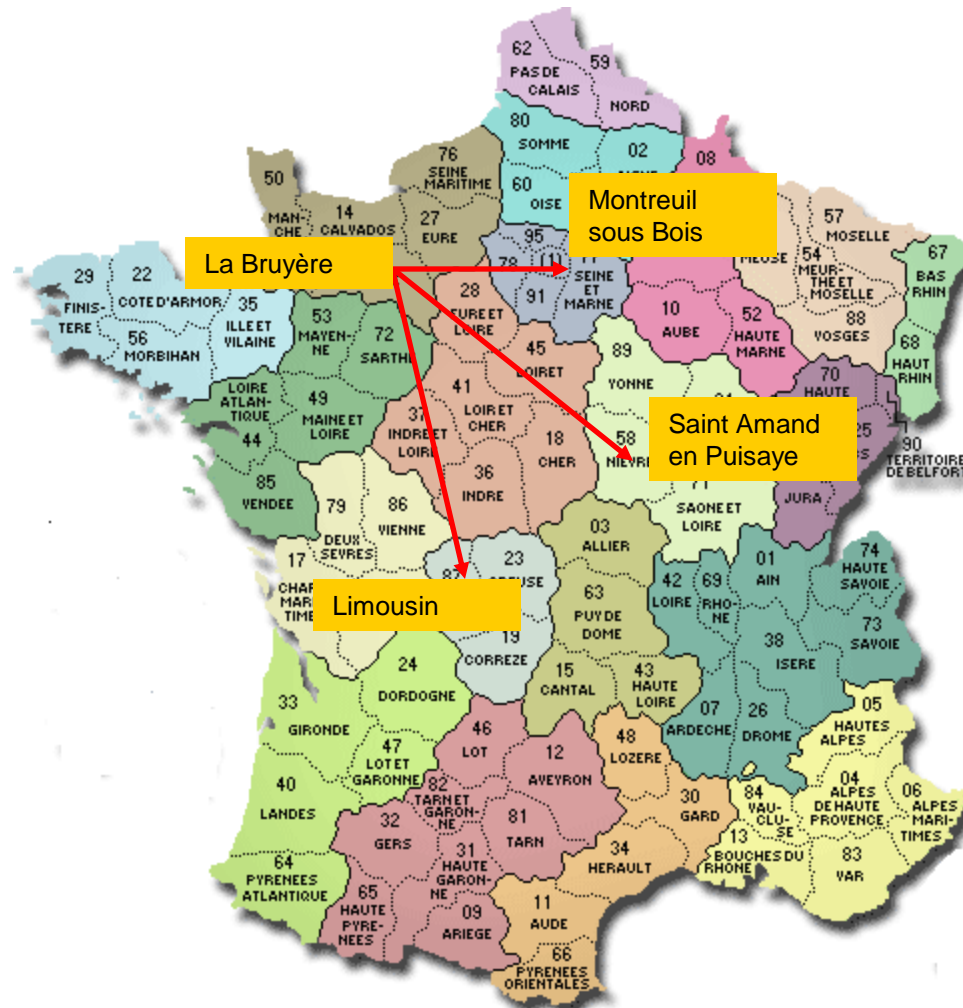 62
PAS DE
CALAIS
59
NORD
80
SOMME
02
08
76
SEINE
MARITIME
60
OISE
50
MAN-
CHE
14
CALVADOS
27
EURE
Montreuil
sous Bois
95
78
(1)
91
SEINE
ET
MARNE
MEUSE
57
MOSELLE
54
MEUR-
THE ET
MOSELLE
88
VOSGES
67
BAS
RHIN
68
HAUT
RHIN
La Bruyère
29
FINIS-
TERE
22
COTE D'ARMOR
56
MORBIHAN
35
ILLE ET
VILAINE
53
MAYEN-
NE
72
SARTHE
28
EURE ET
LOIRE
10
AUBE
52
HAUTE
MARNE
45
LOIRET
89
YONNE
70
HAUTE
LOIRE
ATLAN-
TIQUE
44
49
MAINE ET
LOIRE
41
LOIR ET
CHER
37
INDRE ET
LOIRE
18
CHER
36
INDRE
58
NIEVRE
Saint Amand
en Puisaye
25
90
TERRITOIRE
DE BELFORT
71
SAONE ET
LOIRE
JURA
85
VENDEE
79
DEUX
SEVRES
86
VIENNE
03
ALLIER
17
CHAR
MARI
TIME
87
23
Limousin
19
CORREZE
63
PUY DE
DOME
42
LOIRE
69
RHO-
NE
01
AIN
74
HAUTE
SAVOIE
73
SAVOIE
38
ISERE
24
DORDOGNE
15
CANTAL
43
HAUTE
LOIRE
07
ARDECHE
26
DROME
05
HAUTES
ALPES
33
GIRONDE
47
LOT ET
GARONNE
46
LOT
12
AVEYRON
48
LOZERE
40
LANDES
82
TARN ET
GARON-
NE
32
GERS
81
TARN
30
GARD
84
VAU-
CLU-
SE
04
ALPES
DE HAUTE
PROVENCE
06
ALPES
MARI-
TIMES
64
PYRENEES
ATLANTIQUE
31
HAUTE
GARON-
NE
34
HERAULT
13
BOUCHES DU
RHONE
83
VAR
65
HAUTE
PYRE-
NEES
09
ARIEGE
11
AUDE
66
PYRENEES
ORIENTALES